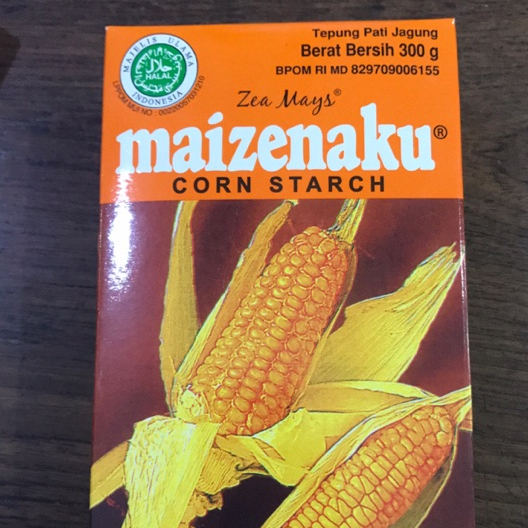 Tepung Pati Jagung
Berat Bersih 300 g
BPOM RI MD 829709006155
MAJELIS ULAMA
حلال
HALAL
INDONESIA
Zea Mays®
maizenaku®
CORN STARCH